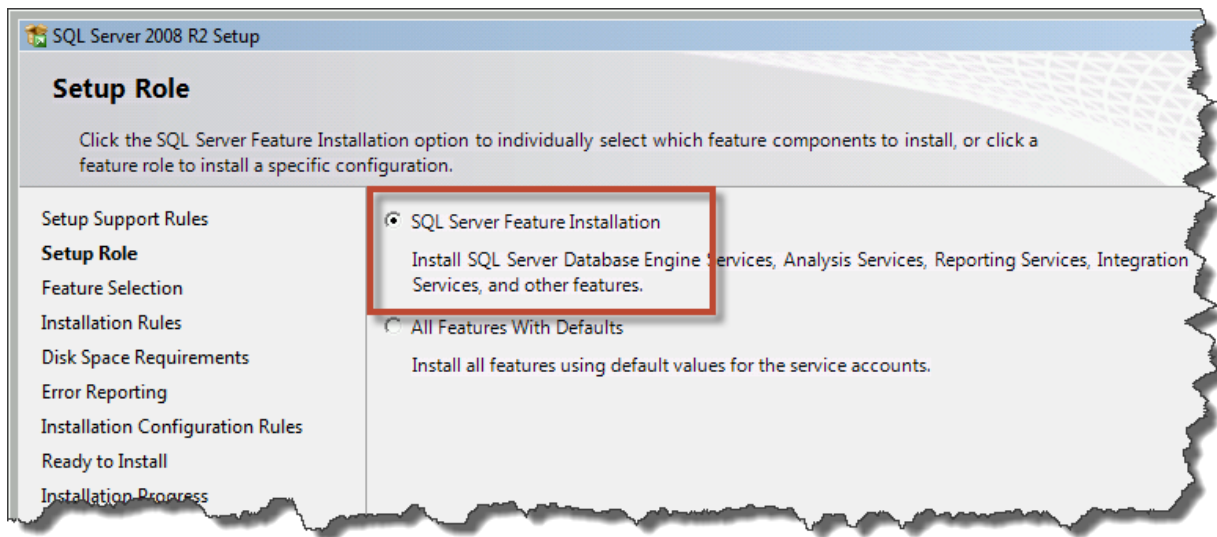 SQL Server 2008 R2 Setup
Setup Role
Click the SQL Server Feature Installation option to individually select which feature components to install, or click a
feature role to install a specific configuration.
Setup Support Rules
Setup Role
Feature Selection
Installation Rules
Disk Space Requirements
Error Reporting
Installation Configuration Rules
Ready to Install
Installation Progress
SQL Server Feature Installation
Install SQL Server Database Engine Services, Analysis Services, Reporting Services, Integration
Services, and other features.
All Features With Defaults
Install all features using default values for the service accounts.